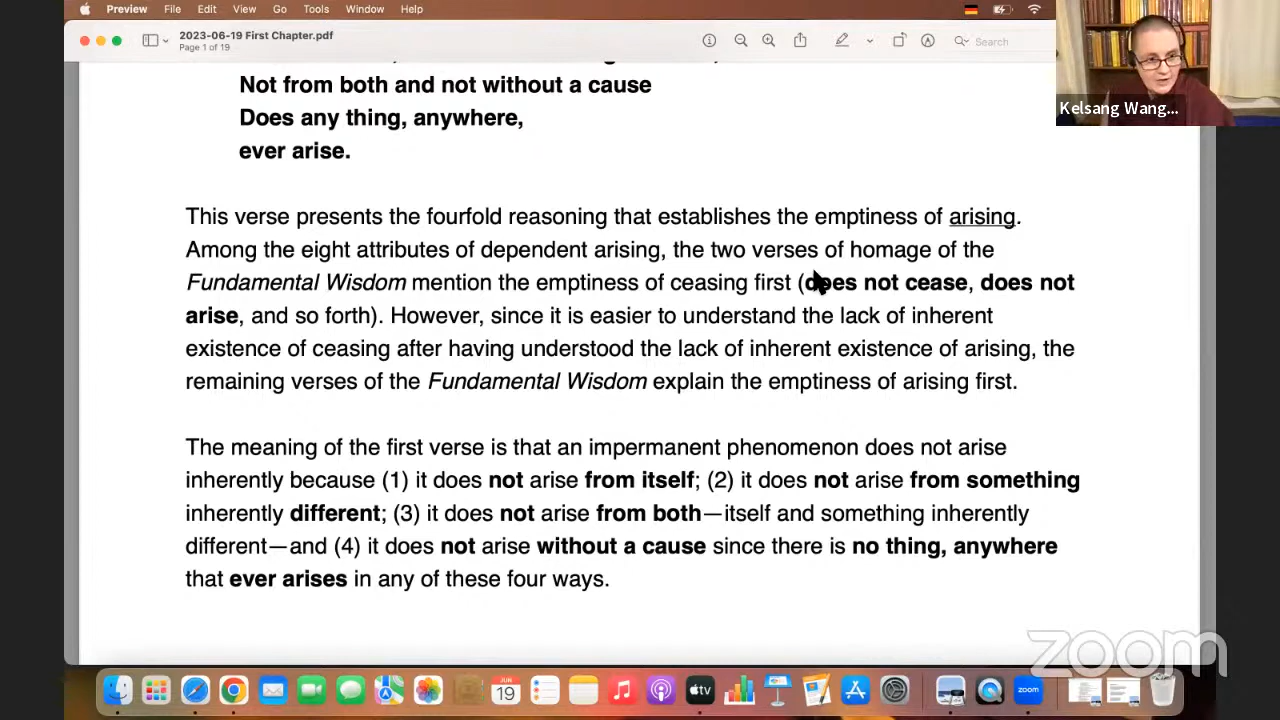 Preview File Edit View Go Tools Window Help
2023-06-19 First Chapter.pdf
Page 1 of 19
Search
Kelsang Wang...
Not from both and not without a cause
Does any thing, anywhere,
ever arise.
This verse presents the fourfold reasoning that establishes the emptiness of arising.
Among the eight attributes of dependent arising, the two verses of homage of the
Fundamental Wisdom mention the emptiness of ceasing first (does not cease, does not
arise, and so forth). However, since it is easier to understand the lack of inherent
existence of ceasing after having understood the lack of inherent existence of arising, the
remaining verses of the Fundamental Wisdom explain the emptiness of arising first.
The meaning of the first verse is that an impermanent phenomenon does not arise
inherently because (1) it does not arise from itself; (2) it does not arise from something
inherently different; (3) it does not arise from both—itself and something inherently
different—and (4) it does not arise without a cause since there is no thing, anywhere
that ever arises in any of these four ways.
zoom
JUN
19
tv
zoom